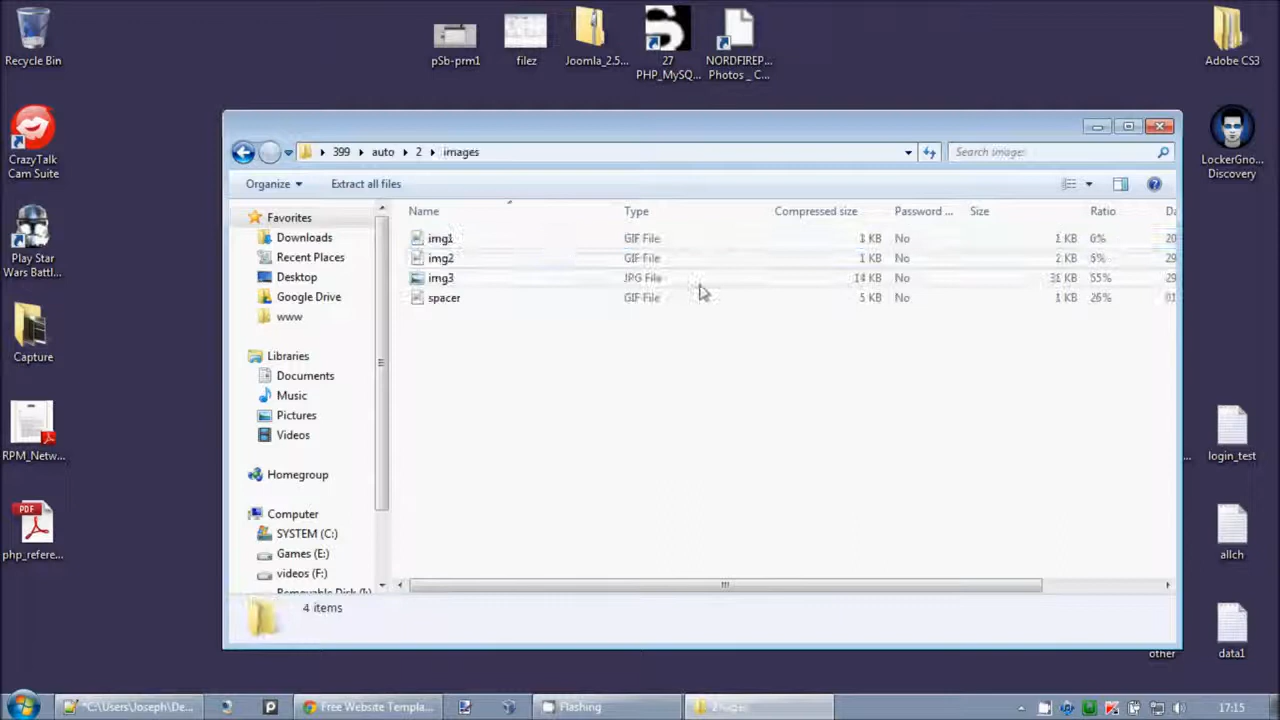 Recycle Bin
pSb-prm1
filez
Joomla_2.5...
27
PHP_MySQ...
NORDFIREP...
Photos _ C...
Adobe CS3
CrazyTalk
Cam Suite
Play Star
Wars Battl...
Capture
RPM_Netw...
PDF
php_refere...
LockerGno...
Discovery
login_test
allch
other
data1
399
auto
2
images
Organize
Extract all files
Name
Type
Compressed size
Password ...
Size
Ratio
img1
GIF File
1 KB
No
1 KB
6%
20
img2
GIF File
1 KB
No
2 KB
5%
29
img3
JPG File
14 KB
No
31 KB
55%
29
spacer
GIF File
5 KB
No
1 KB
26%
01
Favorites
Downloads
Recent Places
Desktop
Google Drive
www
Libraries
Documents
Music
Pictures
Videos
Homegroup
Computer
SYSTEM (C:)
Games (E:)
videos (F:)
4 items
*C:\Users\Joseph\De...
Free Website Templa...
Flashing
17:15